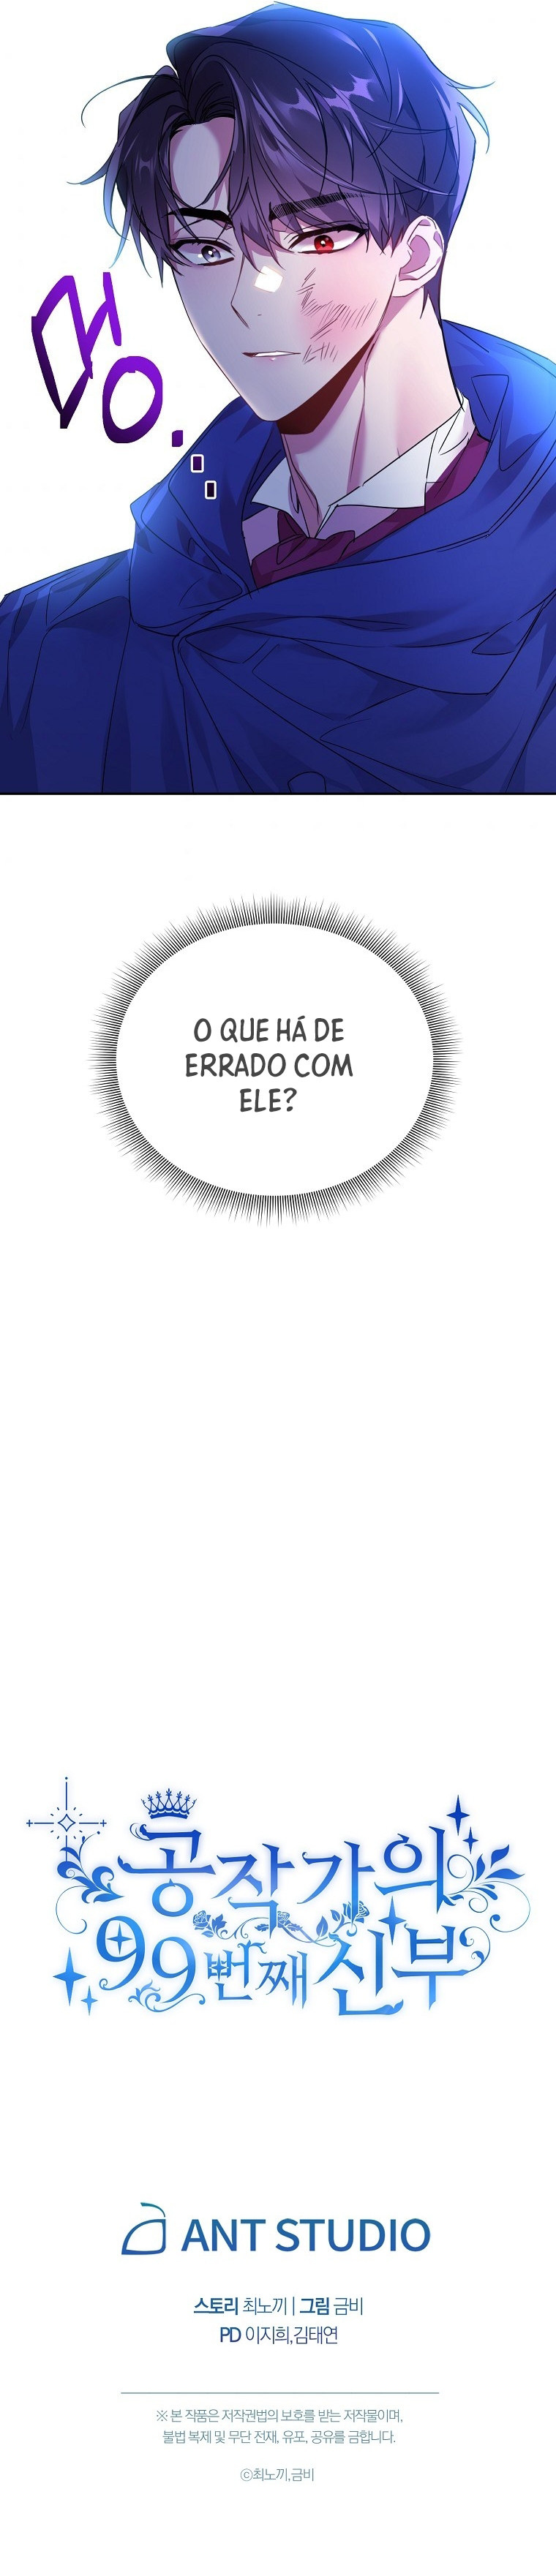 멍...
O QUE HÁ DE
ERRADO COM
ELE?
공작가의
99번째 신부
ANT STUDIO
스토리 최노끼 | 그림 금비
PD 이지희, 김태연
※ 본 작품은 저작권법의 보호를 받는 저작물이며,
불법 복제 및 무단 전재, 유포, 공유를 금합니다.
ⓒ최노끼, 금비